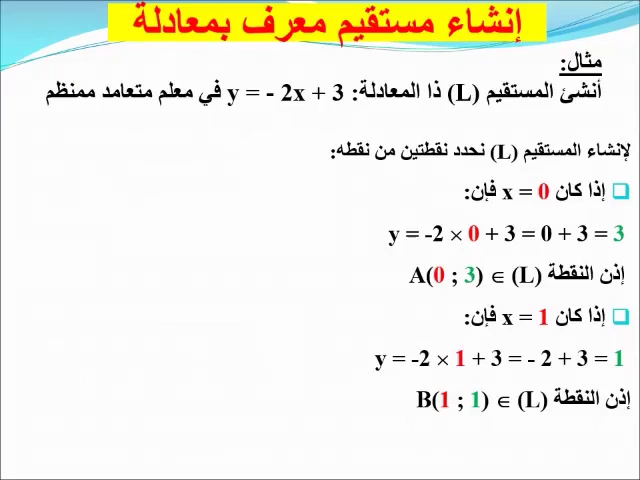 إنشاء مستقيم معرف بمعادلة
مثال:
أنشئ المستقيم (L) ذا المعادلة: y = - 2x + 3 في معلم متعامد ممنظم
لإنشاء المستقيم (L) نحدد نقطتين من نقطه:
إذا كان x = 0 فإن:
y = -2 × 0 + 3 = 0 + 3 = 3
إذن النقطة A(0 ; 3) ∈ (L)
إذا كان x = 1 فإن:
y = -2 × 1 + 3 = - 2 + 3 = 1
إذن النقطة B(1 ; 1) ∈ (L)